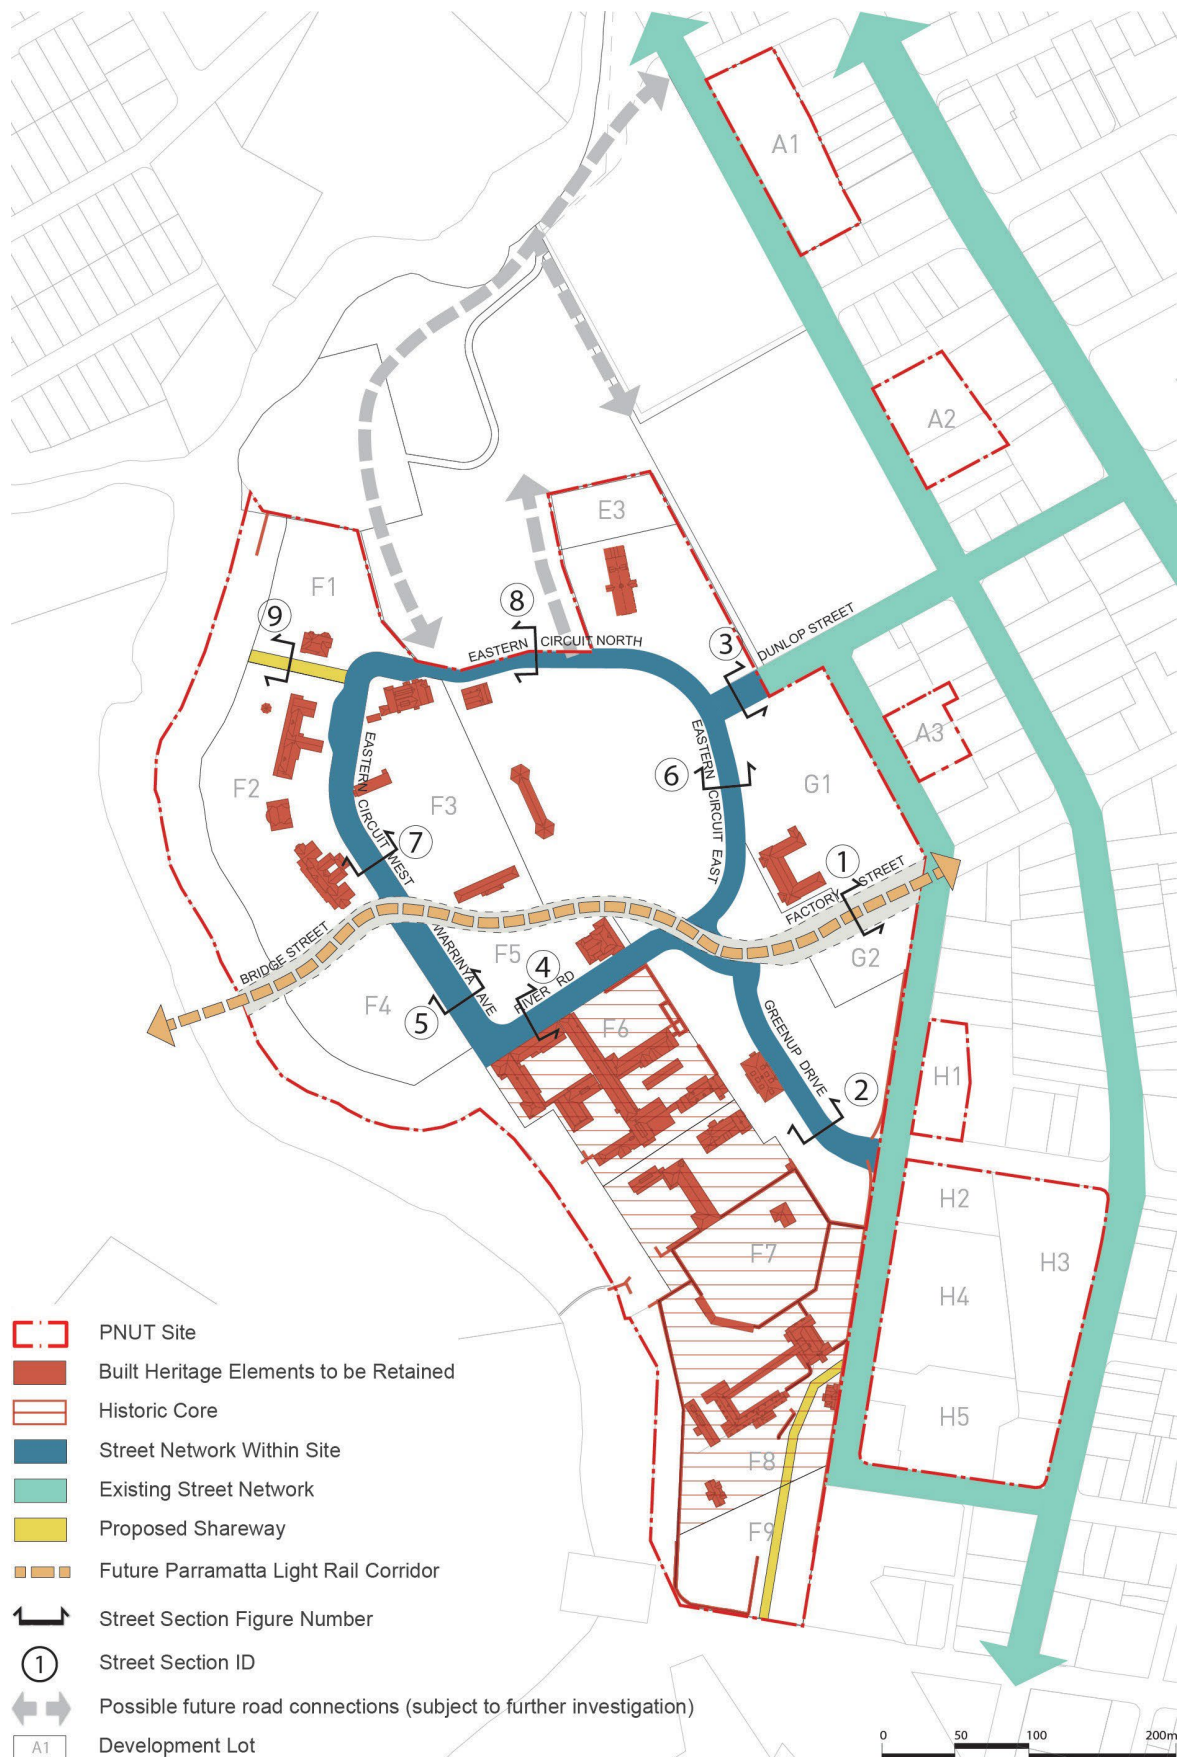 A1
A2
E3
F1
8
9
EASTERN CIRCUIT NORTH
3
DUNLOP STREET
A3
F2
EASTERN CIRCUIT WEST
F3
6
EASTERN CIRCUIT EAST
G1
7
1
FACTORY STREET
BRIDGE STREET
WARRINYA AVE
F5
4
RIVER RD
G2
F4
5
F6
GREENUP DRIVE
2
H1
H2
F7
H3
H4
H5
F8
F9
PNUT Site
Built Heritage Elements to be Retained
Historic Core
Street Network Within Site
Existing Street Network
Proposed Shareway
Future Parramatta Light Rail Corridor
Street Section Figure Number
1 Street Section ID
Possible future road connections (subject to further investigation)
A1 Development Lot
0 50 100 200m